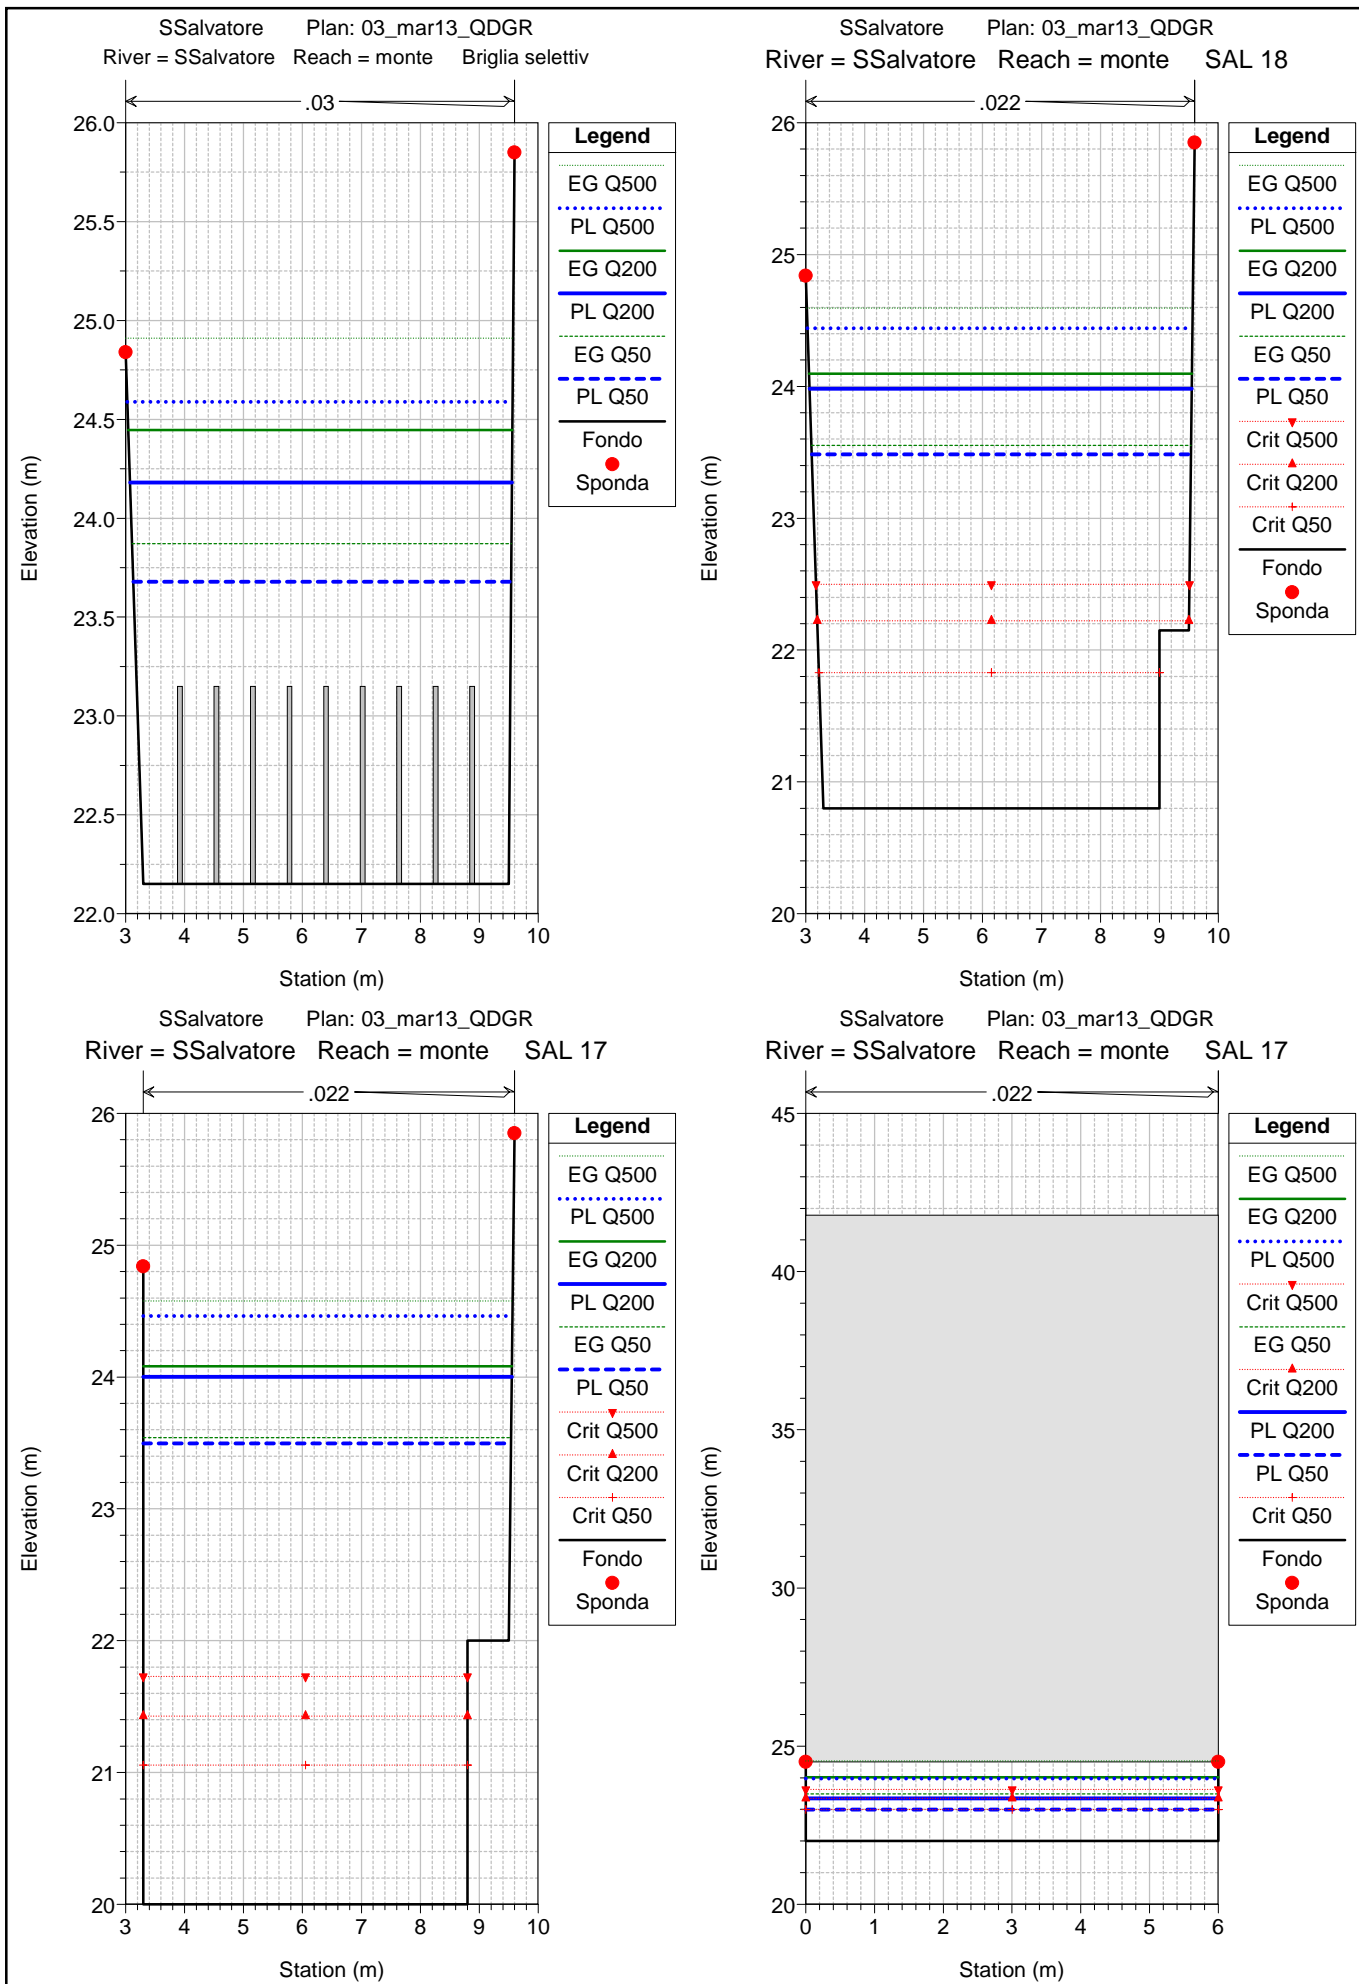 SSalvatore Plan: 03_mar13_QDGR
River = SSalvatore Reach = monte Briglia selettiv
.03
26.0
25.5
25.0
24.5
24.0
23.5
23.0
22.5
22.0
3 4 5 6 7 8 9 10
Station (m)
Elevation (m)
Legend
EG Q500
PL Q500
EG Q200
PL Q200
EG Q50
PL Q50
Fondo
Sponda
SSalvatore Plan: 03_mar13_QDGR
River = SSalvatore Reach = monte SAL 18
.022
26
25
24
23
22
21
20
3 4 5 6 7 8 9 10
Station (m)
Elevation (m)
Legend
EG Q500
PL Q500
EG Q200
PL Q200
EG Q50
PL Q50
Crit Q500
Crit Q200
Crit Q50
Fondo
Sponda
SSalvatore Plan: 03_mar13_QDGR
River = SSalvatore Reach = monte SAL 17
.022
26
25
24
23
22
21
20
3 4 5 6 7 8 9 10
Station (m)
Elevation (m)
Legend
EG Q500
PL Q500
EG Q200
PL Q200
EG Q50
PL Q50
Crit Q500
Crit Q200
Crit Q50
Fondo
Sponda
SSalvatore Plan: 03_mar13_QDGR
River = SSalvatore Reach = monte SAL 17
.022
45
40
35
30
25
20
0 1 2 3 4 5 6
Station (m)
Elevation (m)
Legend
EG Q500
EG Q200
PL Q500
Crit Q500
EG Q50
Crit Q200
PL Q200
PL Q50
Crit Q50
Fondo
Sponda